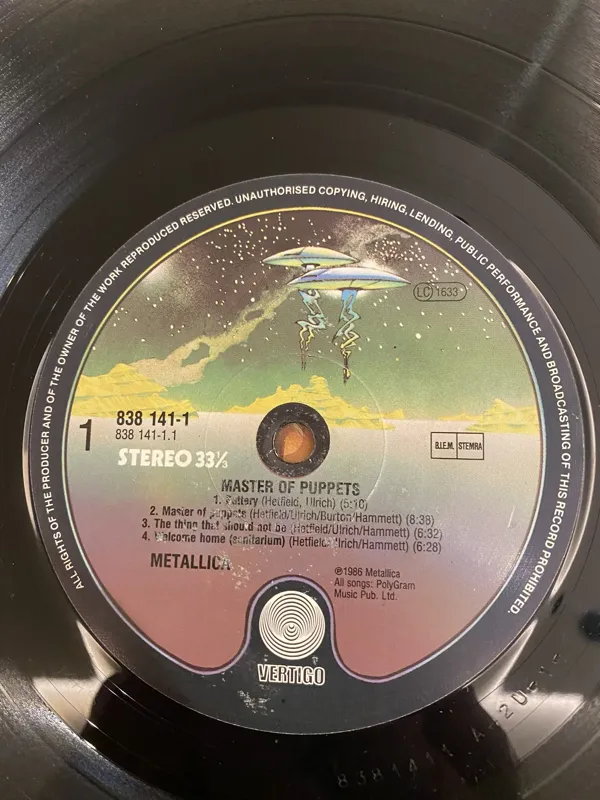 ALL RIGHTS OF THE PRODUCER AND OF THE OWNER OF THE WORK REPRODUCED RESERVED. UNAUTHORISED COPYING, HIRING, LENDING, PUBLIC PERFORMANCE AND BROADCASTING OF THIS RECORD PROHIBITED.
LC 1633
1
838 141-1
838 141-1.1
STEREO 33⅓
B.I.E.M. STEMRA
MASTER OF PUPPETS
1. Battery (Hetfield, Ulrich) (5:10)
2. Master of puppets (Hetfield/Ulrich/Burton/Hammett) (8:38)
3. The thing that should not be (Hetfield/Ulrich/Hammett) (6:32)
4. Welcome home (sanitarium) (Hetfield/Ulrich/Hammett) (6:28)
METALLICA
℗1986 Metallica
All songs: PolyGram
Music Pub. Ltd.
VERTIGO